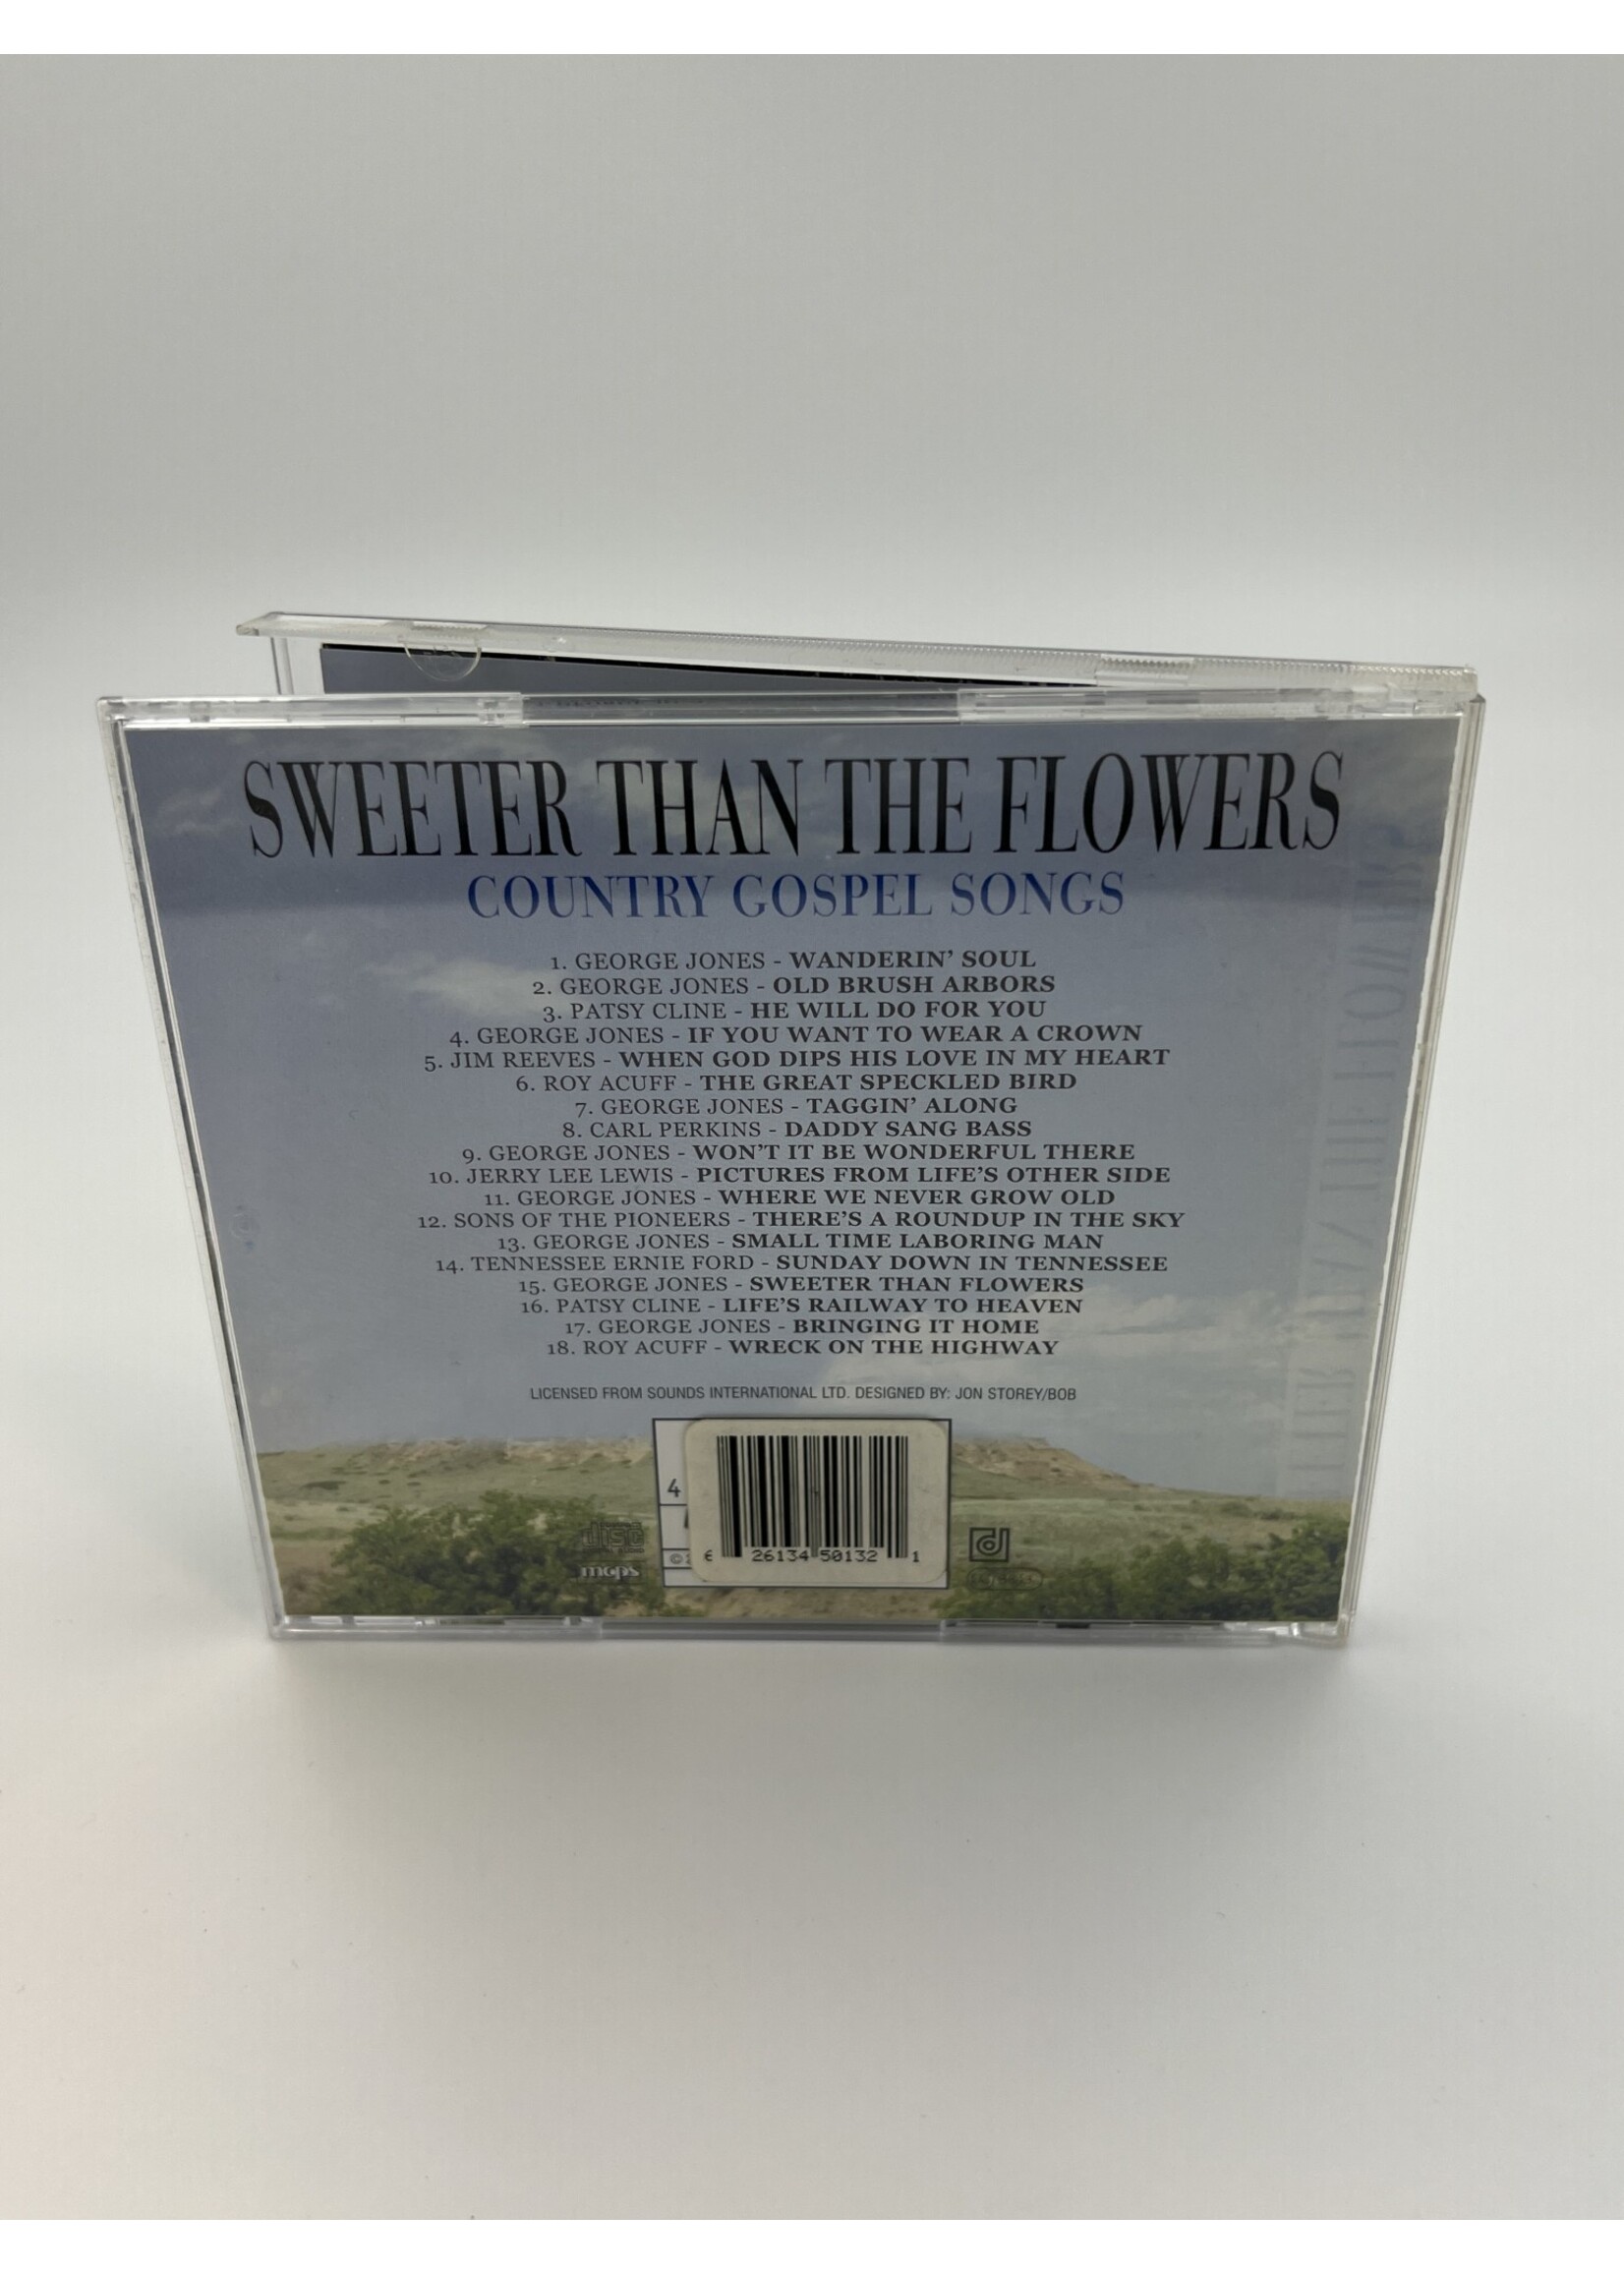 SWEETER THAN THE FLOWERS
COUNTRY GOSPEL SONGS
1. GEORGE JONES - WANDERIN' SOUL
2. GEORGE JONES - OLD BRUSH ARBORS
3. PATSY CLINE - HE WILL DO FOR YOU
4. GEORGE JONES - IF YOU WANT TO WEAR A CROWN
5. JIM REEVES - WHEN GOD DIPS HIS LOVE IN MY HEART
6. ROY ACUFF - THE GREAT SPECKLED BIRD
7. GEORGE JONES - TAGGIN' ALONG
8. CARL PERKINS - DADDY SANG BASS
9. GEORGE JONES - WON'T IT BE WONDERFUL THERE
10. JERRY LEE LEWIS - PICTURES FROM LIFE'S OTHER SIDE
11. GEORGE JONES - WHERE WE NEVER GROW OLD
12. SONS OF THE PIONEERS - THERE'S A ROUNDUP IN THE SKY
13. GEORGE JONES - SMALL TIME LABORING MAN
14. TENNESSEE ERNIE FORD - SUNDAY DOWN IN TENNESSEE
15. GEORGE JONES - SWEETER THAN FLOWERS
16. PATSY CLINE - LIFE'S RAILWAY TO HEAVEN
17. GEORGE JONES - BRINGING IT HOME
18. ROY ACUFF - WRECK ON THE HIGHWAY
LICENSED FROM SOUNDS INTERNATIONAL LTD. DESIGNED BY: JON STOREY/BOB
4
disc
mcps
©
6 26134 50132 1